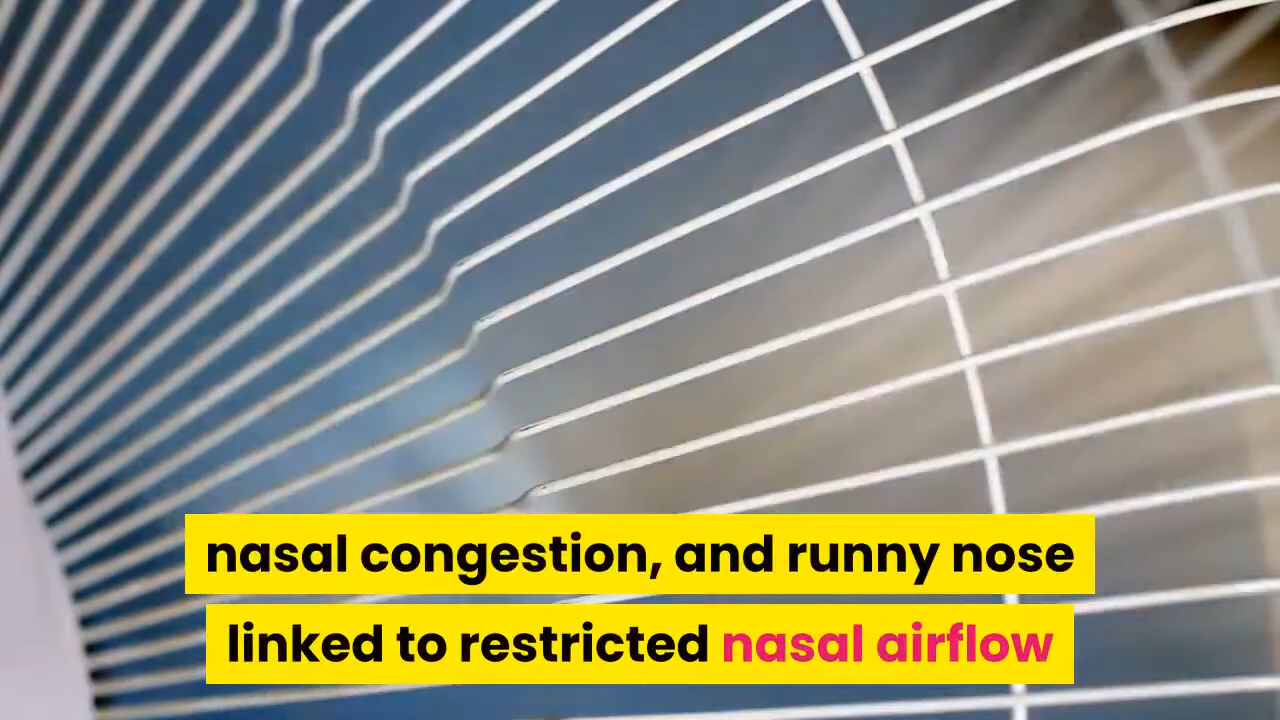 nasal congestion, and runny nose
linked to restricted nasal airflow